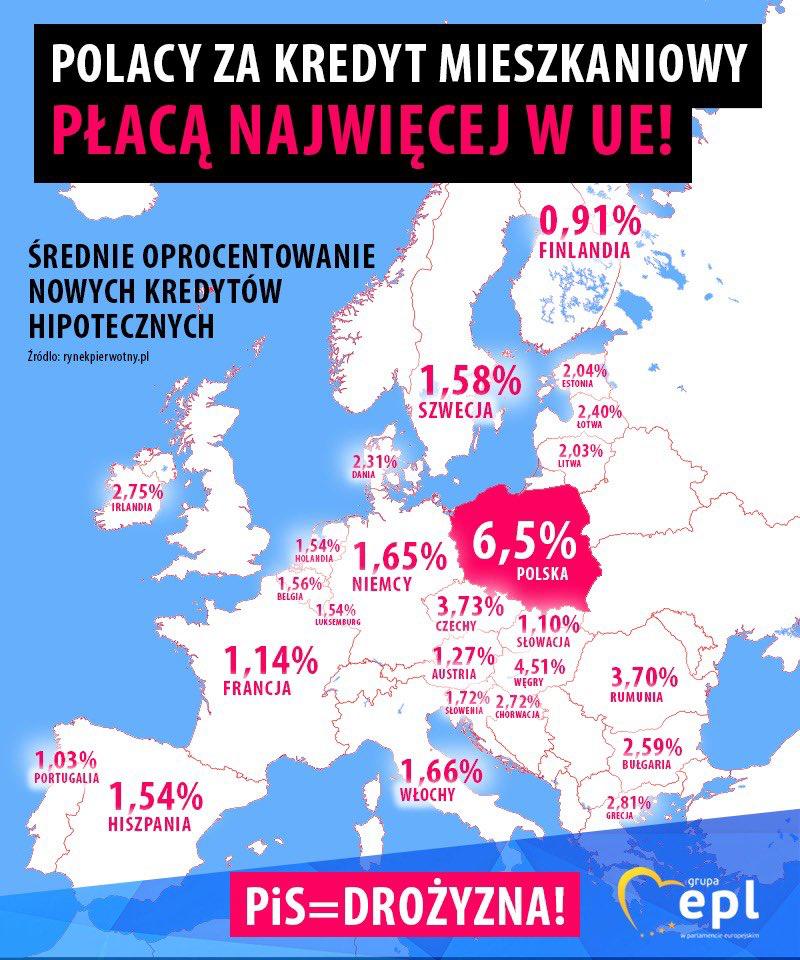 POLACY ZA KREDYT MIESZKANIOWY
PŁACĄ NAJWIĘCEJ W UE!
ŚREDNIE OPROCENTOWANIE
NOWYCH KREDYTÓW
HIPOTECZNYCH
Źródło: rynekpierwotny.pl
0,91%
FINLANDIA
1,58%
SZWECJA
2,04%
ESTONIA
2,40%
ŁOTWA
2,03%
LITWA
2,31%
DANIA
2,75%
IRLANDIA
6,5%
POLSKA
1,54%
HOLANDIA
1,65%
NIEMCY
1,56%
BELGIA
1,54%
LUKSEMBURG
3,73%
CZECHY
1,10%
SŁOWACJA
1,14%
FRANCJA
1,27%
AUSTRIA
4,51%
WĘGRY
3,70%
RUMUNIA
1,72%
SŁOWENIA
2,72%
CHORWACJA
2,59%
BUŁGARIA
1,03%
PORTUGALIA
1,54%
HISZPANIA
1,66%
WŁOCHY
2,81%
GRECJA
PiS=DROŻYZNA!
grupa
epl
w parlamencie europejskim